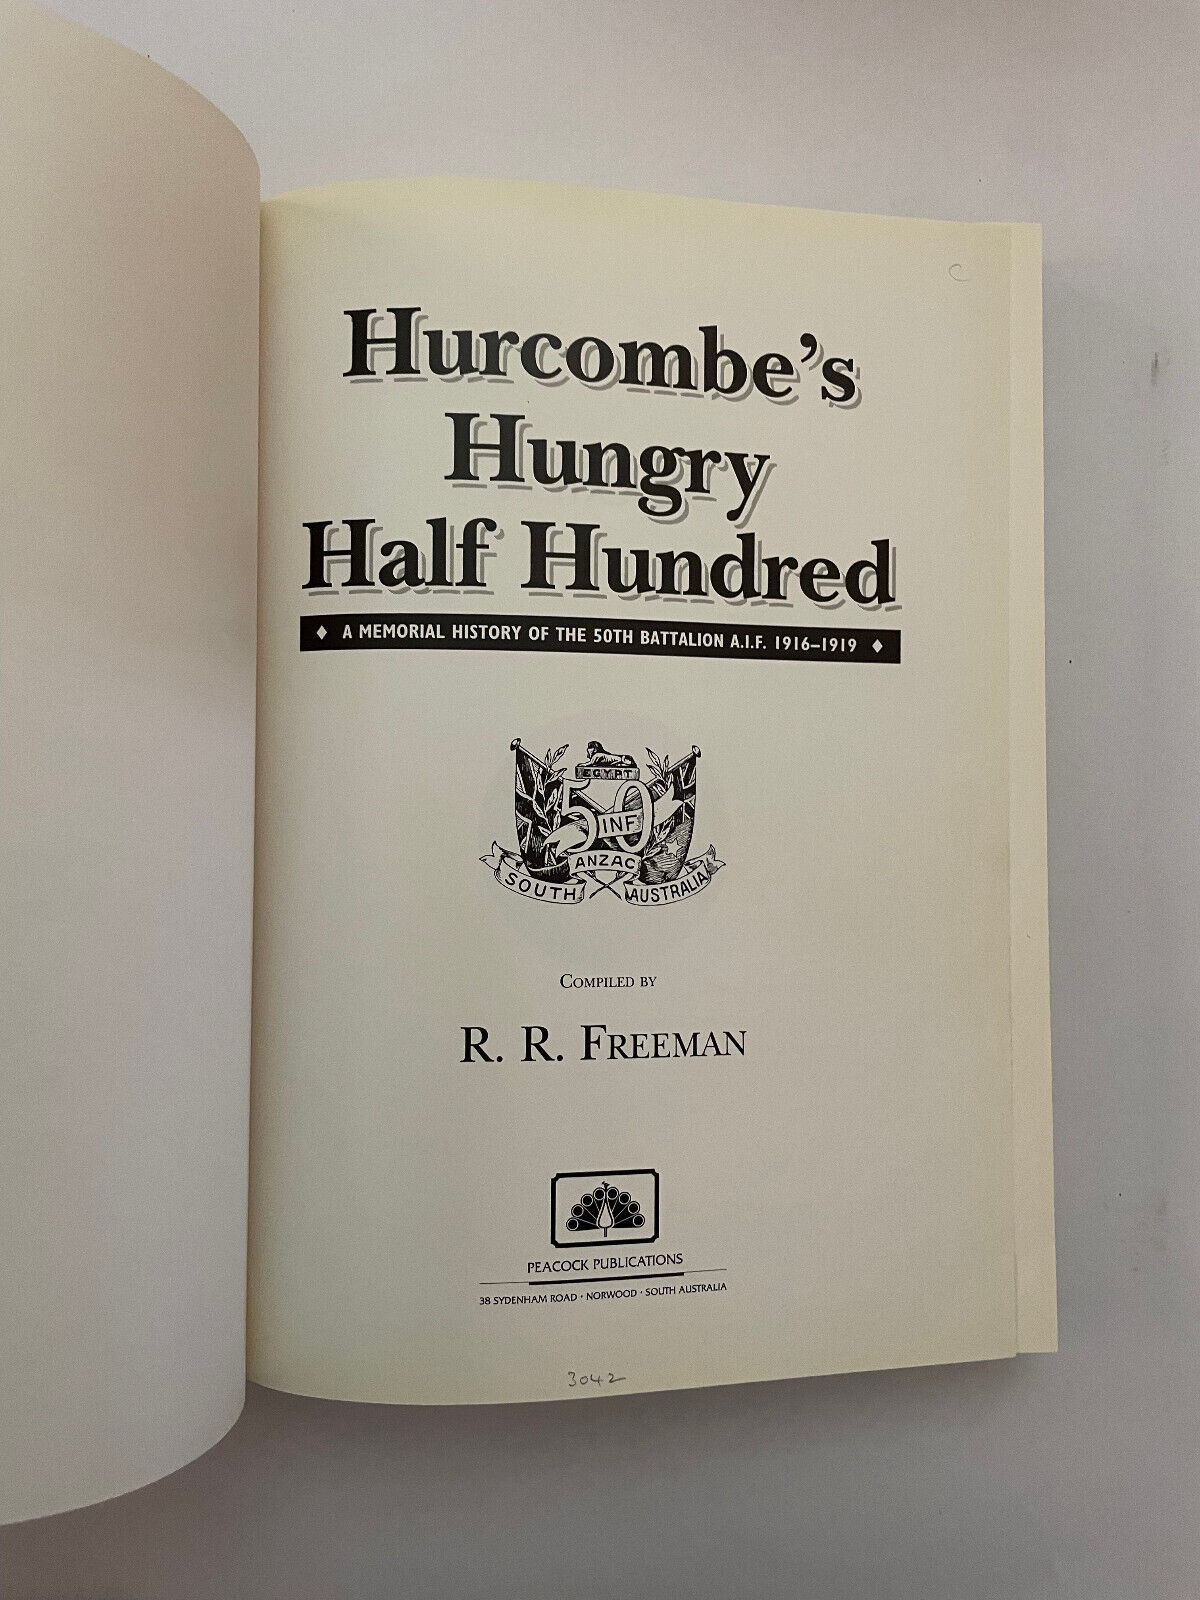 C
Hurcombe's
Hungry
Half Hundred
♦ A MEMORIAL HISTORY OF THE 50TH BATTALION A.I.F. 1916–1919 ♦
EGYPT
50
INF
ANZAC
SOUTH AUSTRALIA
COMPILED BY
R. R. FREEMAN
PEACOCK PUBLICATIONS
38 SYDENHAM ROAD · NORWOOD · SOUTH AUSTRALIA
3042